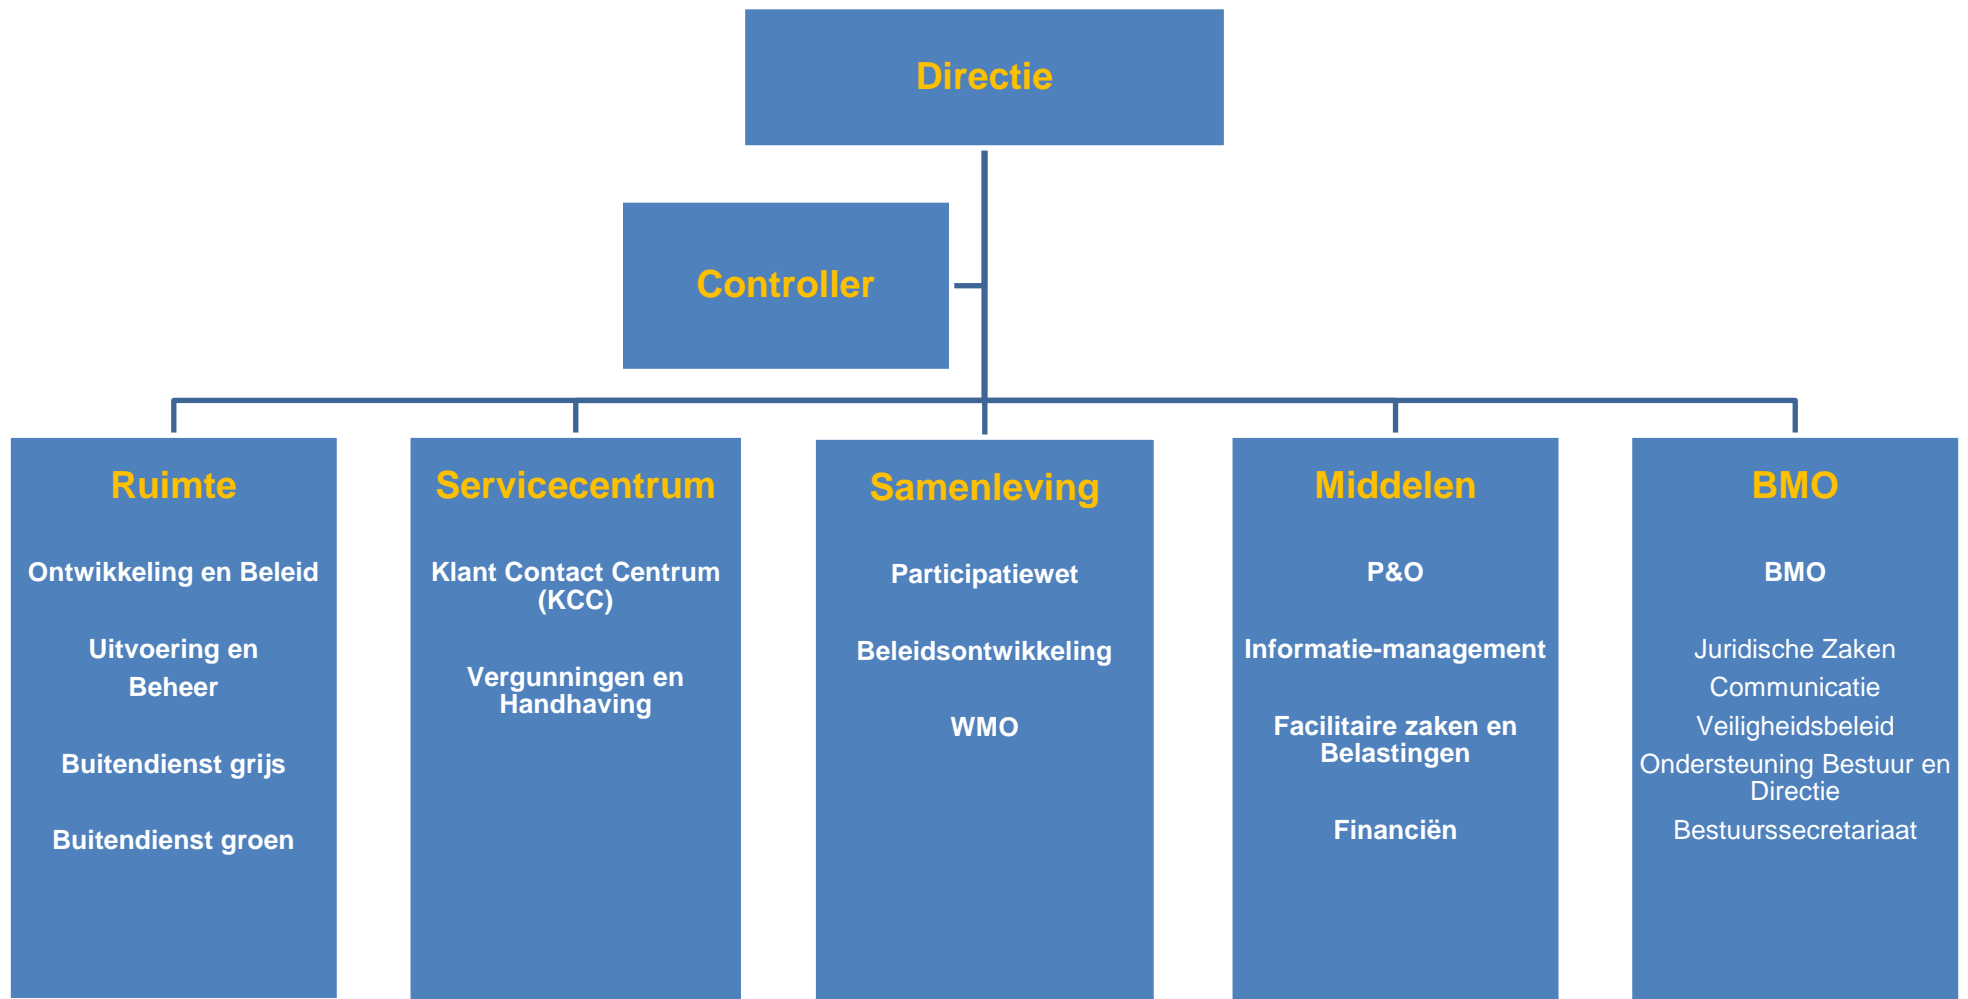 Directie
Controller
Ruimte
Ontwikkeling en Beleid
Uitvoering en
Beheer
Buitendienst grijs
Buitendienst groen
Servicecentrum
Klant Contact Centrum
(KCC)
Vergunningen en
Handhaving
Samenleving
Participatiewet
Beleidsontwikkeling
WMO
Middelen
P&O
Informatie-management
Facilitaire zaken en
Belastingen
Financiën
BMO
BMO
Juridische Zaken
Communicatie
Veiligheidsbeleid
Ondersteuning Bestuur en
Directie
Bestuurssecretariaat